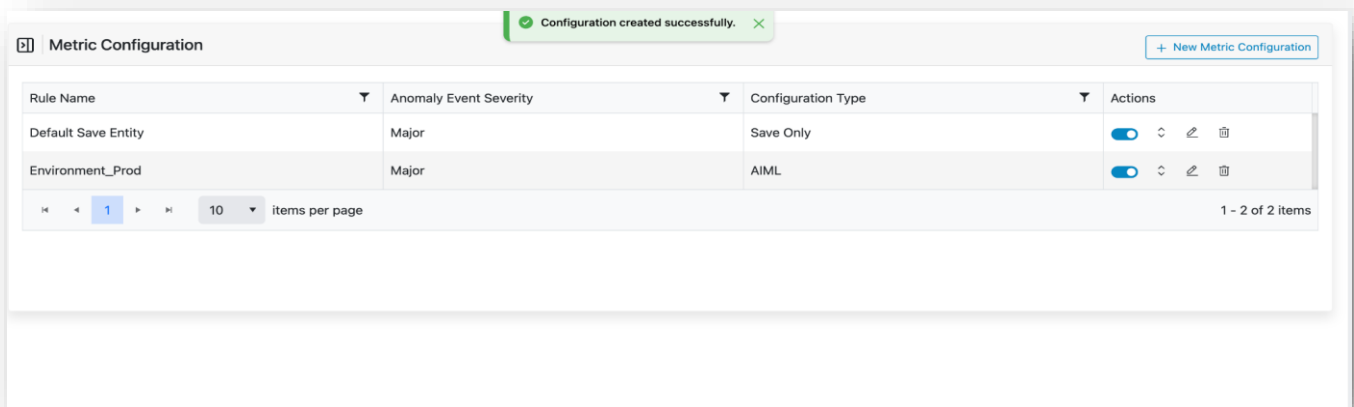 Configuration created successfully.
Metric Configuration
+ New Metric Configuration
Rule Name Anomaly Event Severity Configuration Type Actions
Default Save Entity Major Save Only
Environment_Prod Major AIML
1 10 items per page 1 - 2 of 2 items